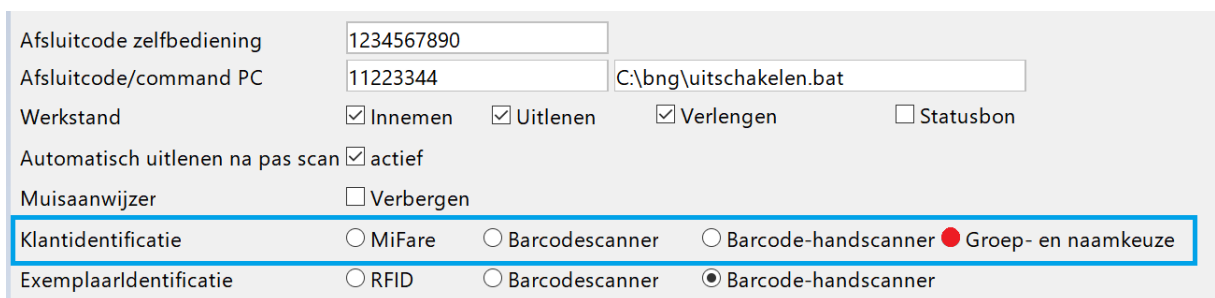 Afsluitcode zelfbediening 1234567890
Afsluitcode/command PC 11223344 C:\bng\uitschakelen.bat
Werkstand Innemen Uitlenen Verlengen Statusbon
Automatisch uitlenen na pas scan actief
Muisaanwijzer Verbergen
Klantidentificatie MiFare Barcodescanner Barcode-handscanner Groep- en naamkeuze
ExemplaarIdentificatie RFID Barcodescanner Barcode-handscanner